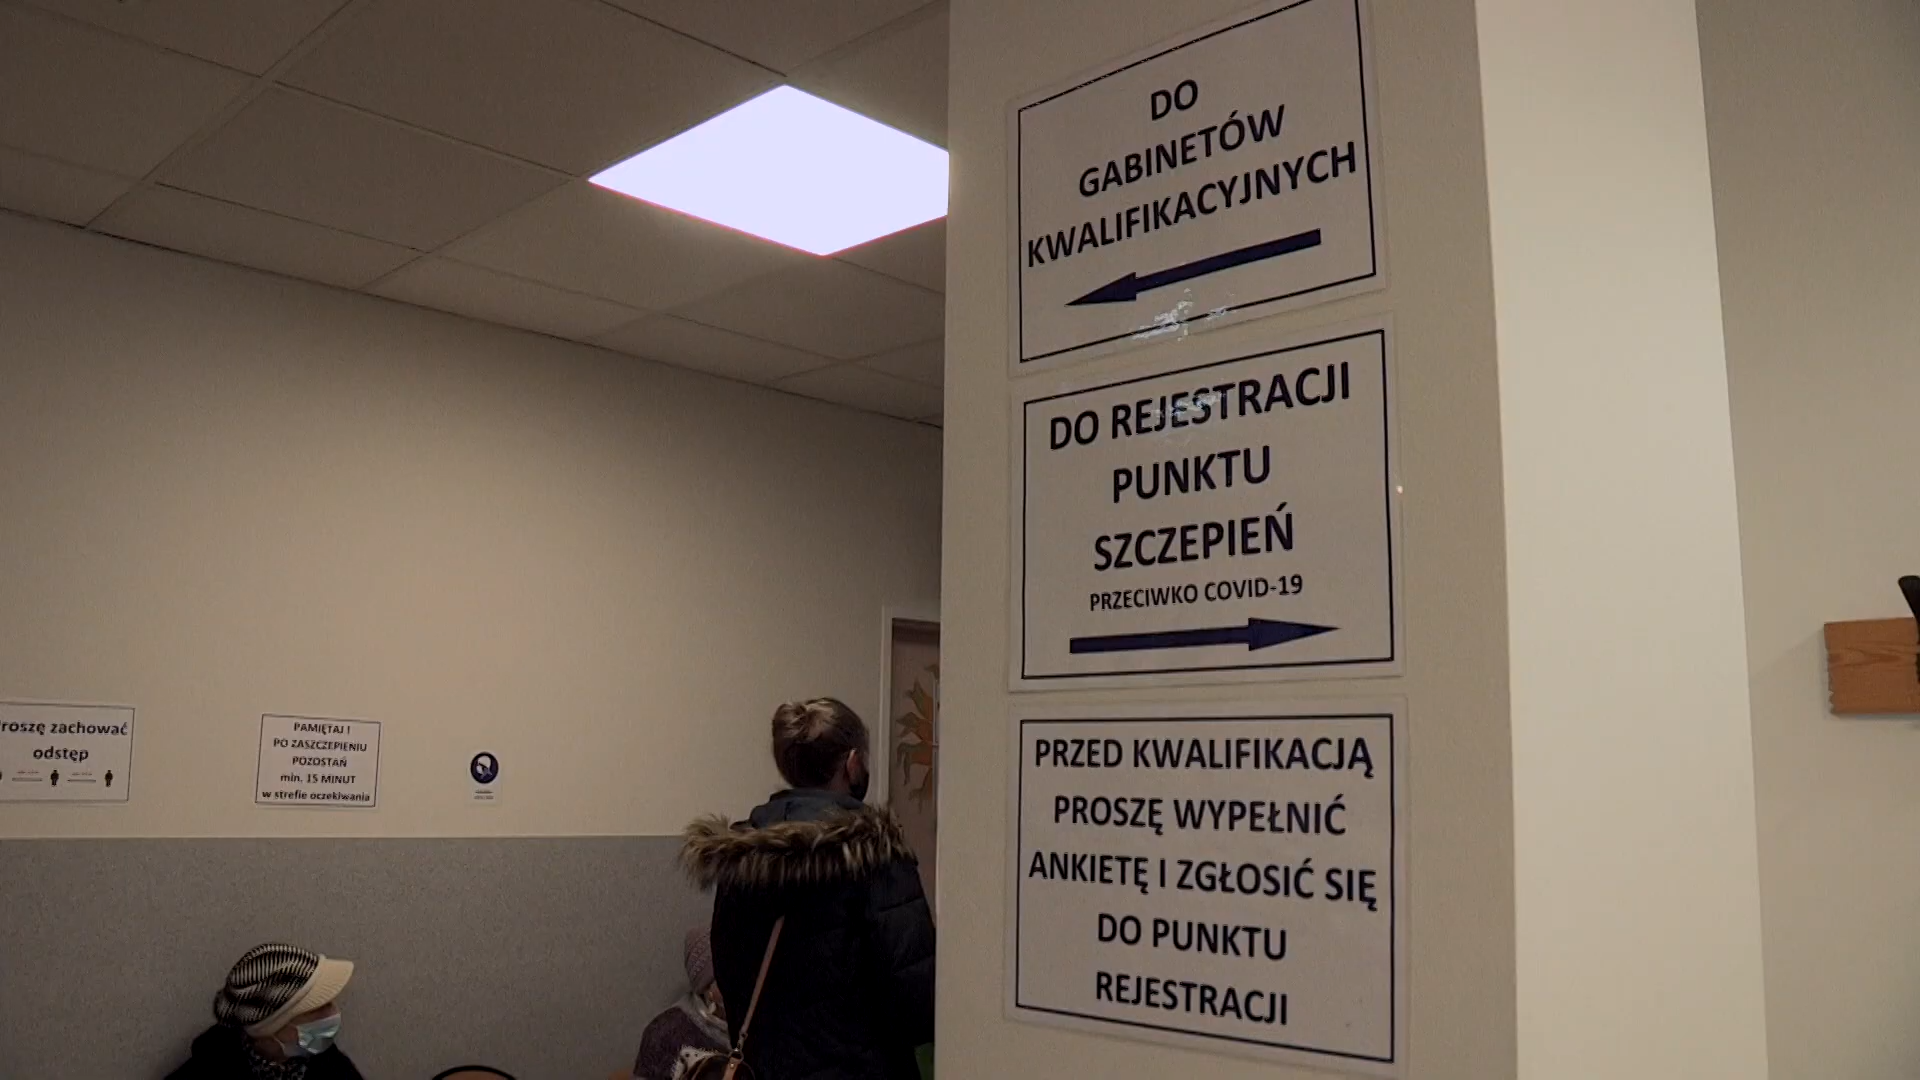 DO
GABINETÓW
KWALIFIKACYJNYCH
DO REJESTRACJI
PUNKTU
SZCZEPIEŃ
PRZECIWKO COVID-19
PRZED KWALIFIKACJĄ
PROSZĘ WYPEŁNIĆ
ANKIETĘ I ZGŁOSIĆ SIĘ
DO PUNKTU
REJESTRACJI
roszę zachować
odstęp
PAMIĘTAJ !
PO ZASZCZEPIENIU
POZOSTAŃ
min. 15 MINUT
w strefie oczekiwania